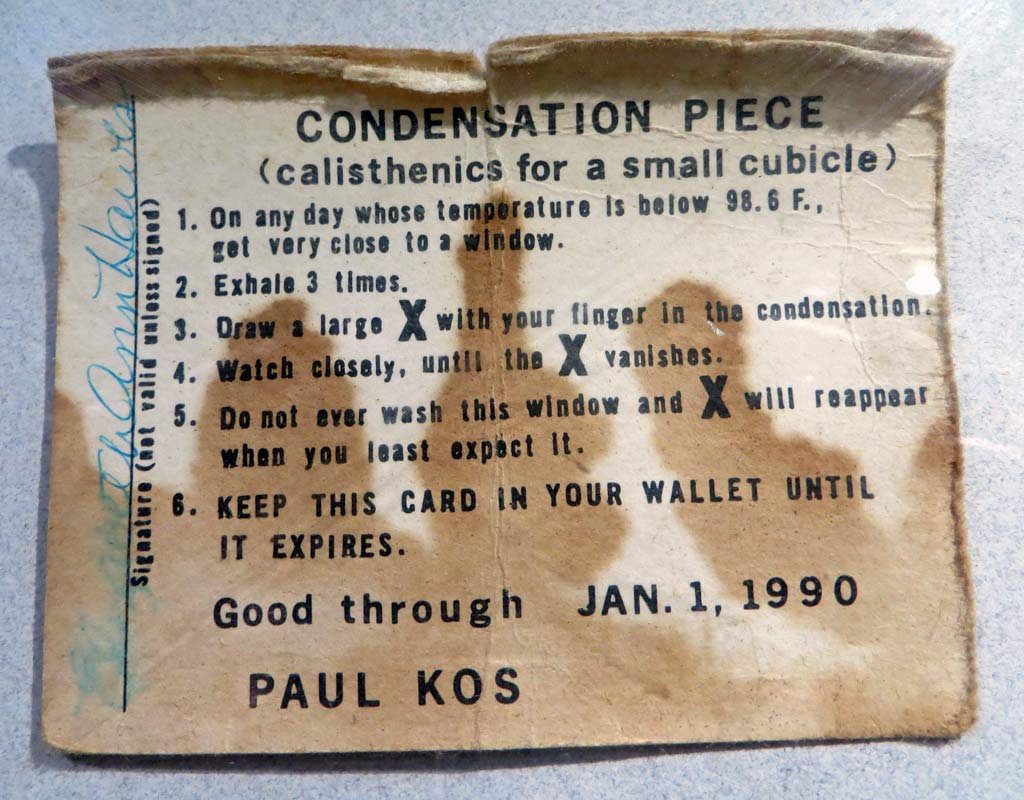 CONDENSATION PIECE
(calisthenics for a small cubicle)
1. On any day whose temperature is below 98.6 F.,
get very close to a window.
2. Exhale 3 times.
3. Draw a large X with your finger in the condensation.
4. Watch closely, until the X vanishes.
5. Do not ever wash this window and X will reappear
when you least expect it.
6. KEEP THIS CARD IN YOUR WALLET UNTIL
IT EXPIRES.
Good through JAN. 1, 1990
PAUL KOS
Signature (not valid unless signed)
Ann